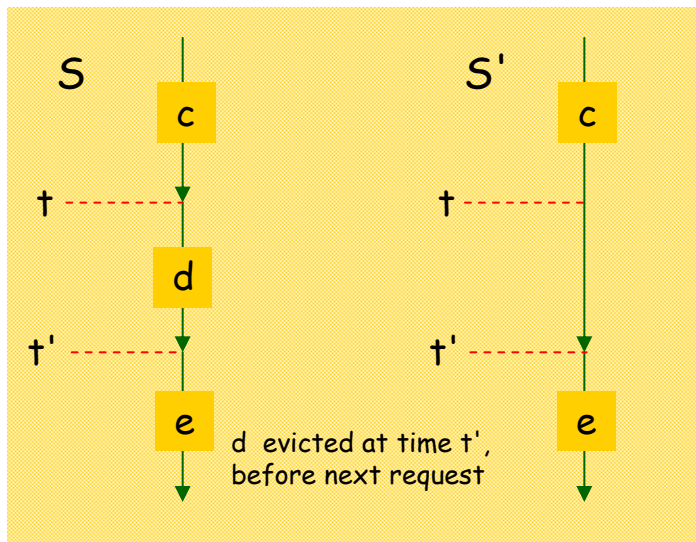 S
S'
c
c
t
t
d
t'
t'
e
e
d evicted at time t',
before next request